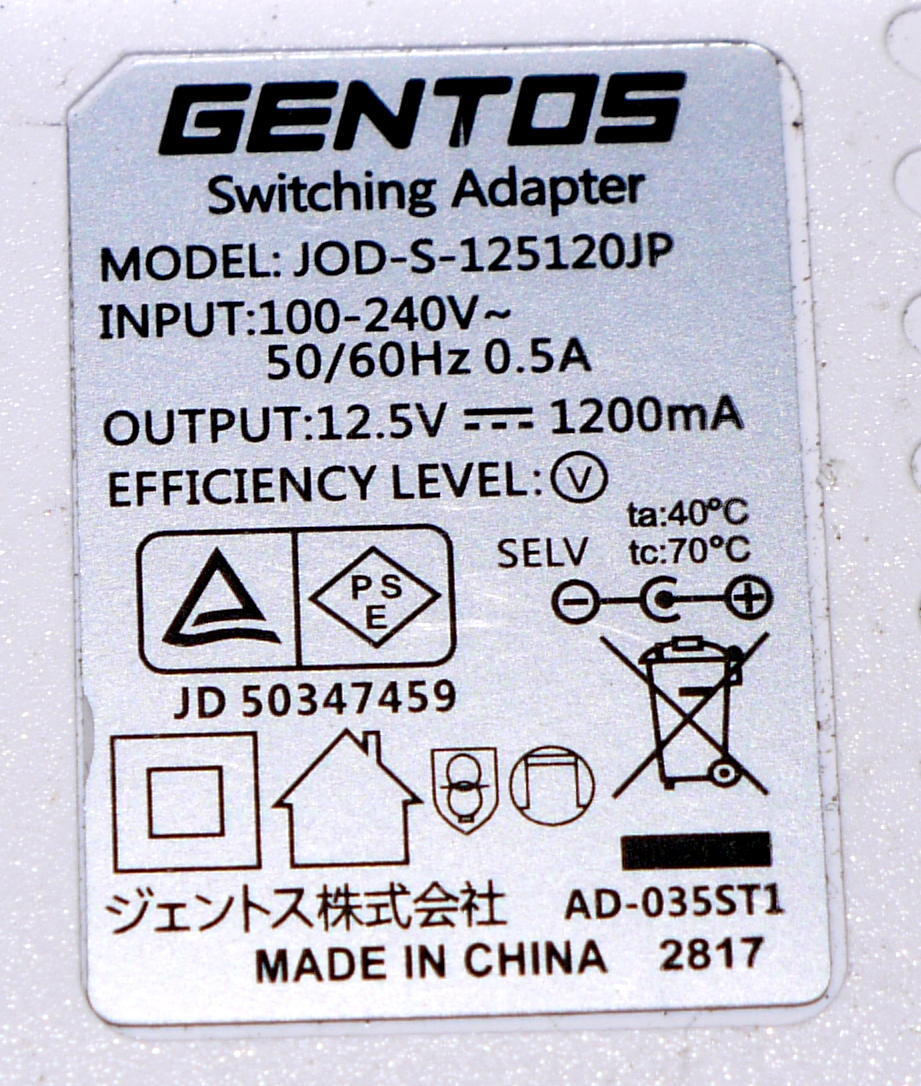 GENTOS
Switching Adapter
MODEL: JOD-S-125120JP
INPUT:100-240V~
50/60Hz 0.5A
OUTPUT:12.5V ⎓ 1200mA
EFFICIENCY LEVEL: Ⓥ
ta:40°C
SELV tc:70°C
PS
E
JD 50347459
ジェントス株式会社 AD-035ST1
MADE IN CHINA 2817